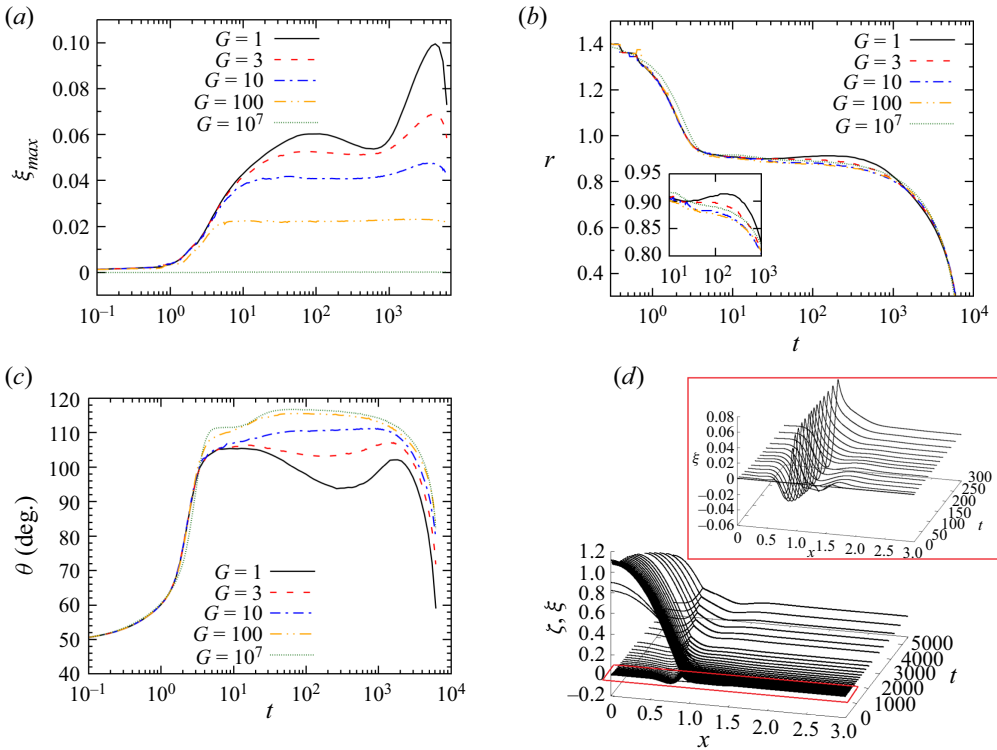 (a)
0.10
0.08
0.06
0.04
0.02
0
ξmax
G = 1
G = 3
G = 10
G = 100
G = 10^7
10^−1 10^0 10^1 10^2 10^3
(b)
1.4
1.2
1.0
0.8
0.6
0.4
r
G = 1
G = 3
G = 10
G = 100
G = 10^7
0.95
0.90
0.85
0.80
10^1 10^2 10^3
10^0 10^1 10^2 10^3 10^4
t
(c)
120
110
100
90
80
70
60
50
40
θ (deg.)
G = 1
G = 3
G = 10
G = 100
G = 10^7
10^−1 10^0 10^1 10^2 10^3 10^4
t
(d)
0.08
0.06
0.04
0.02
0
−0.02
−0.04
−0.06
ξ
0 0.5 1.0 1.5 2.0 2.5 3.0
x
0 50 100 150 200 250 300
t
1.2
1.0
0.8
0.6
0.4
0.2
0
−0.2
ζ, ξ
0 0.5 1.0 1.5 2.0 2.5 3.0
x
0 1000 2000 3000 4000 5000
t